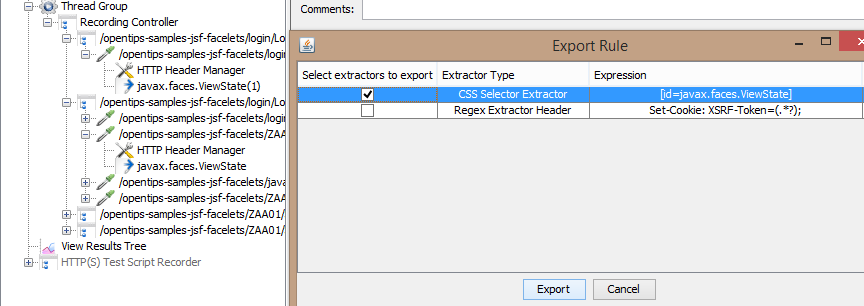 Thread Group
Recording Controller
/opentips-samples-jsf-facelets/login/Lo
/opentips-samples-jsf-facelets/login
HTTP Header Manager
javax.faces.ViewState(1)
/opentips-samples-jsf-facelets/login/Lo
/opentips-samples-jsf-facelets/login
/opentips-samples-jsf-facelets/ZAA
HTTP Header Manager
javax.faces.ViewState
/opentips-samples-jsf-facelets/java
/opentips-samples-jsf-facelets/ZAA
/opentips-samples-jsf-facelets/ZAA01/
/opentips-samples-jsf-facelets/ZAA01/
View Results Tree
HTTP(S) Test Script Recorder
Comments:
Export Rule
Select extractors to export Extractor Type Expression
CSS Selector Extractor [id=javax.faces.ViewState]
Regex Extractor Header Set-Cookie: XSRF-Token=(.*?);
Export Cancel